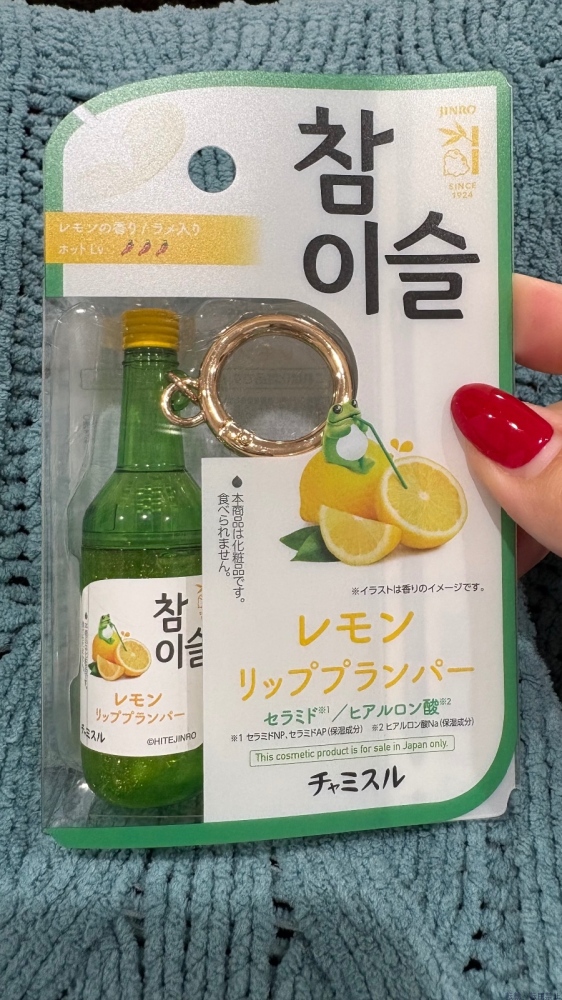 JINRO
SINCE
1924
참
이슬
レモンの香り/ラメ入り
ホットLv.
本商品は化粧品です。
食べられません。
※イラストは香りのイメージです。
レモン
リッププランパー
セラミド※1/ヒアルロン酸※2
※1 セラミドNP、セラミドAP(保湿成分) ※2 ヒアルロン酸Na(保湿成分)
This cosmetic product is for sale in Japan only.
チャミスル
참
이슬
レモン
リッププランパー
チャミスル
©HITEJINRO